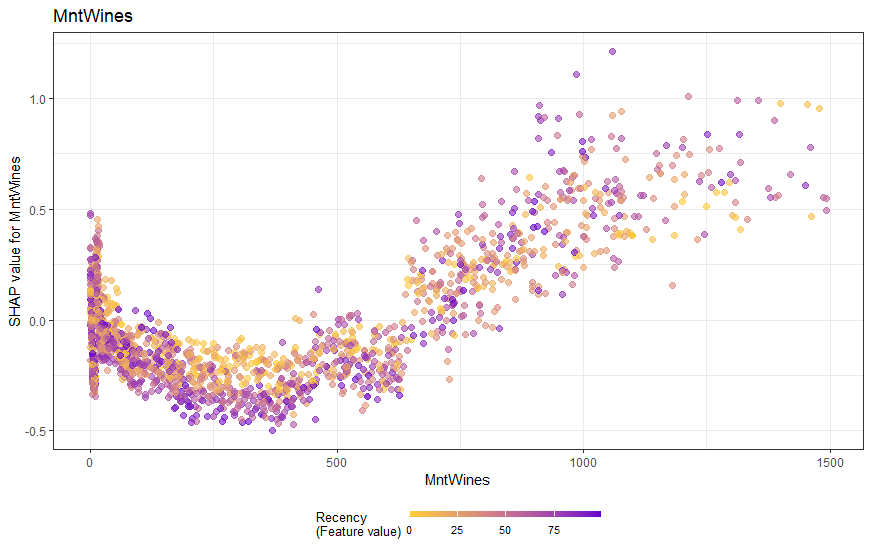 MntWines
SHAP value for MntWines
1.0
0.5
0.0
-0.5
0 500 1000 1500
MntWines
Recency
(Feature value)
0 25 50 75